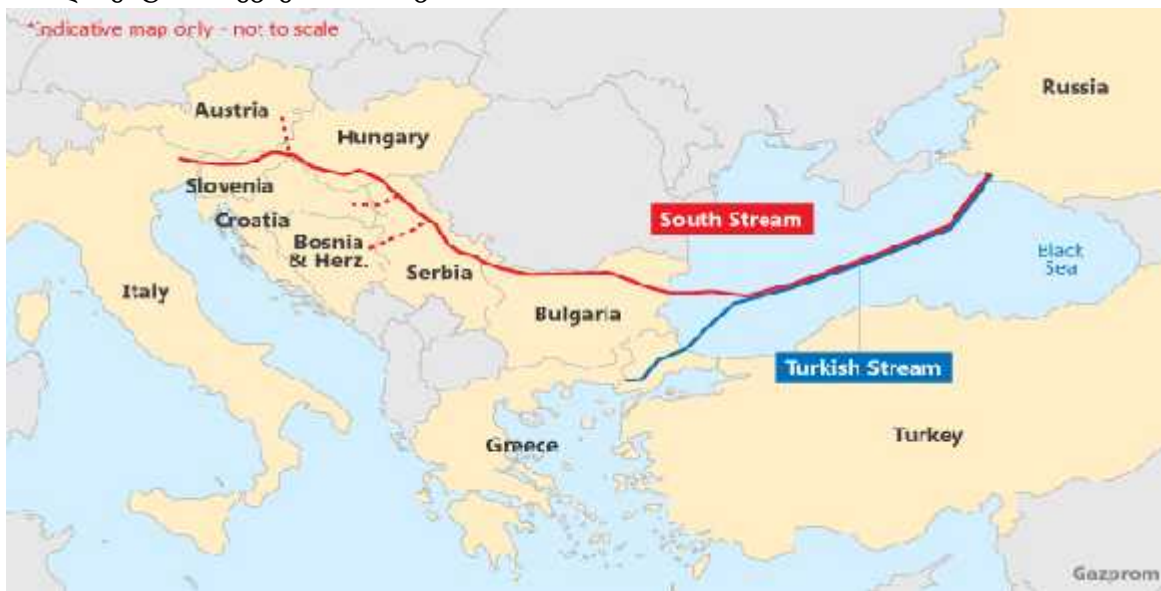 *Indicative map only - not to scale
Russia
Austria
Hungary
Slovenia
South Stream
Croatia
Bosnia
& Herz.
Black
Sea
Serbia
Italy
Bulgaria
Turkish Stream
Turkey
Greece
Gazprom